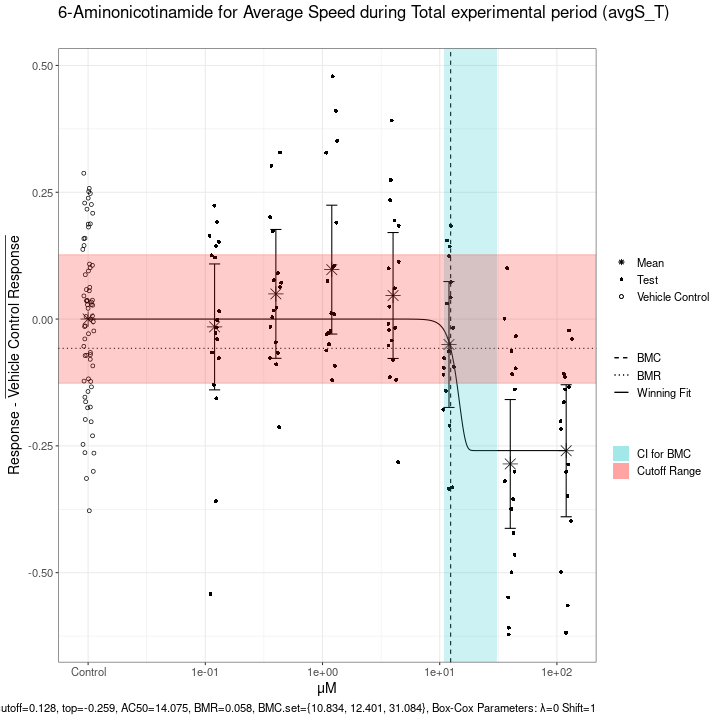 6-Aminonicotinamide for Average Speed during Total experimental period (avgS_T)
Response - Vehicle Control Response
0.50
0.25
0.00
-0.25
-0.50
Control
1e-01
1e+00
1e+01
1e+02
µM
Mean
Test
Vehicle Control
BMC
BMR
Winning Fit
CI for BMC
Cutoff Range
utoff=0.128, top=-0.259, AC50=14.075, BMR=0.058, BMC.set={10.834, 12.401, 31.084}, Box-Cox Parameters: λ=0 Shift=1